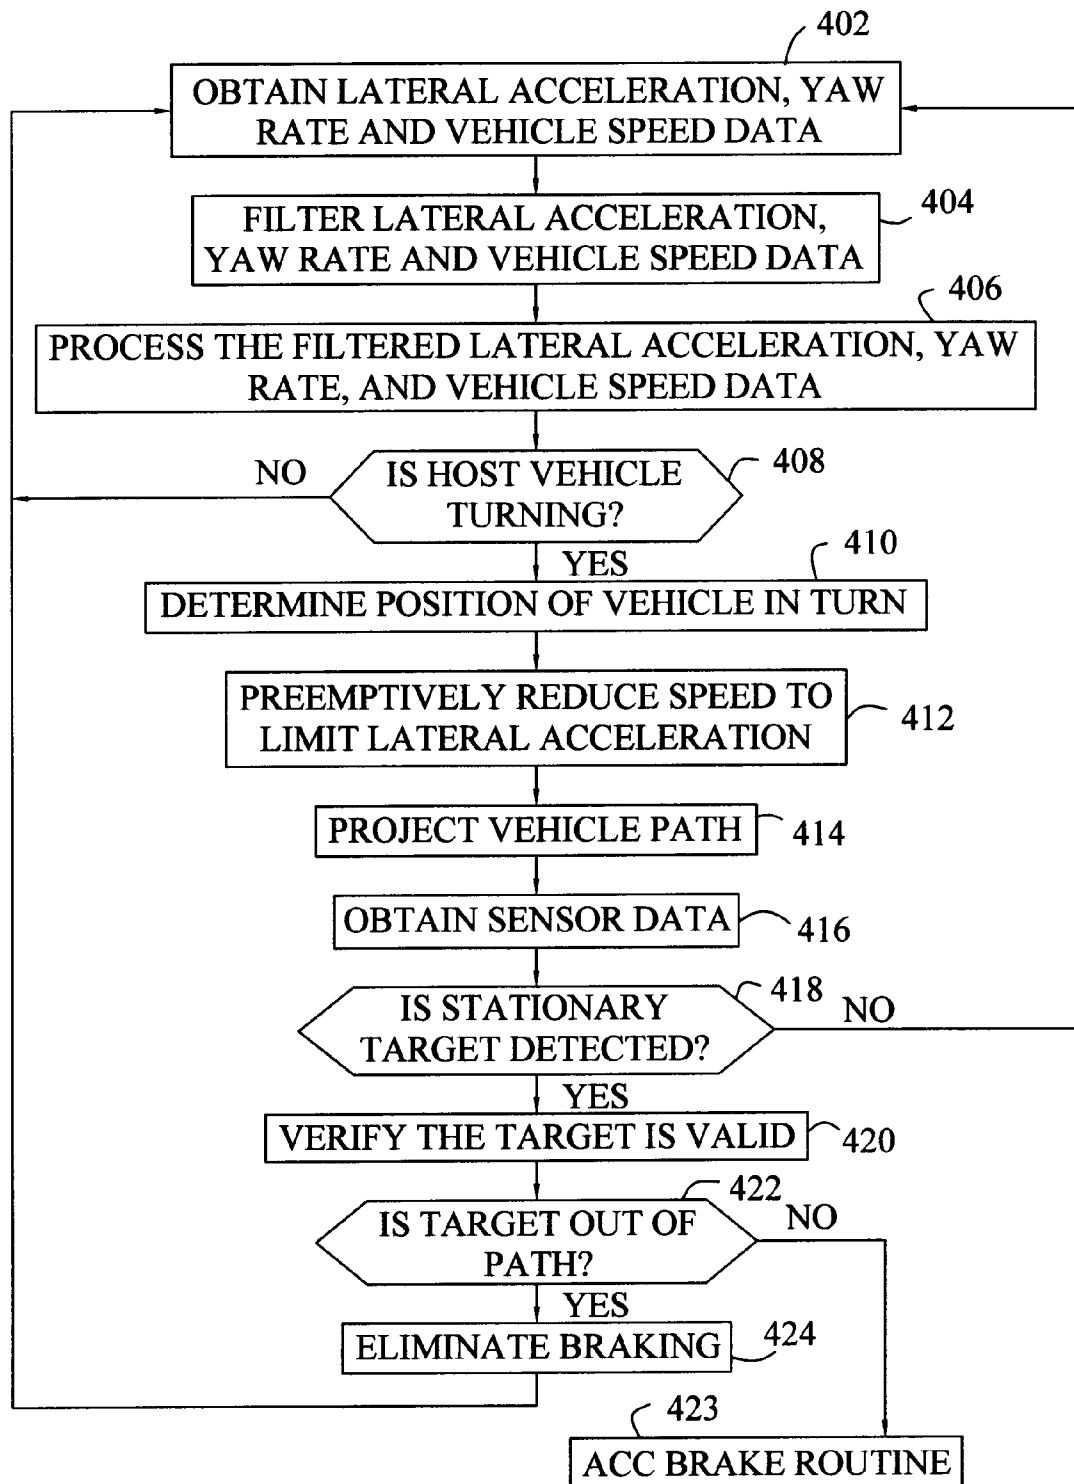 402
OBTAIN LATERAL ACCELERATION, YAW
RATE AND VEHICLE SPEED DATA
FILTER LATERAL ACCELERATION,
YAW RATE AND VEHICLE SPEED DATA
404
406
PROCESS THE FILTERED LATERAL ACCELERATION, YAW
RATE, AND VEHICLE SPEED DATA
NO
IS HOST VEHICLE
TURNING?
408
YES
410
DETERMINE POSITION OF VEHICLE IN TURN
PREEMPTIVELY REDUCE SPEED TO
LIMIT LATERAL ACCELERATION
412
PROJECT VEHICLE PATH
414
OBTAIN SENSOR DATA
416
IS STATIONARY
TARGET DETECTED?
418
NO
YES
VERIFY THE TARGET IS VALID
420
422
IS TARGET OUT OF
PATH?
NO
YES
ELIMINATE BRAKING
424
423
ACC BRAKE ROUTINE